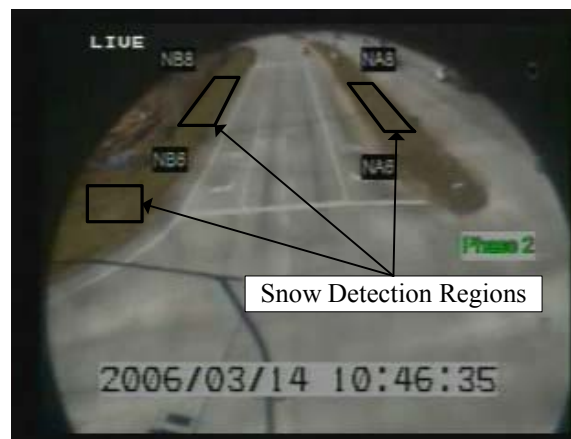 LIVE
NB8 NA8
NB6 NA6
Phase 2
Snow Detection Regions
2006/03/14 10:46:35